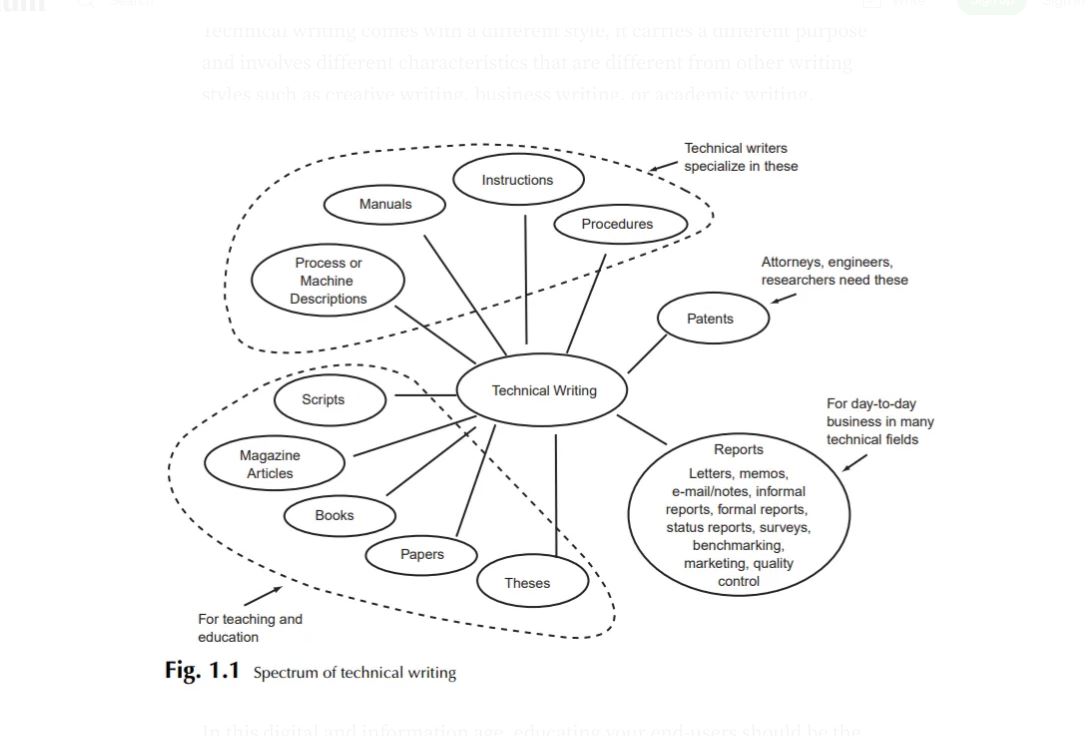 Search
Write
Sign up
Technical writing comes with a different style, it carries a different purpose
and involves different characteristics that are different from other writing
styles such as creative writing, business writing, or academic writing.
Technical writers
specialize in these
Instructions
Manuals
Procedures
Process or
Machine
Descriptions
Attorneys, engineers,
researchers need these
Patents
Technical Writing
Scripts
For day-to-day
business in many
technical fields
Magazine
Articles
Reports
Letters, memos,
e-mail/notes, informal
reports, formal reports,
status reports, surveys,
benchmarking,
marketing, quality
control
Books
Papers
Theses
For teaching and
education
Fig. 1.1 Spectrum of technical writing
In this digital and information age, educating your end-users should be the